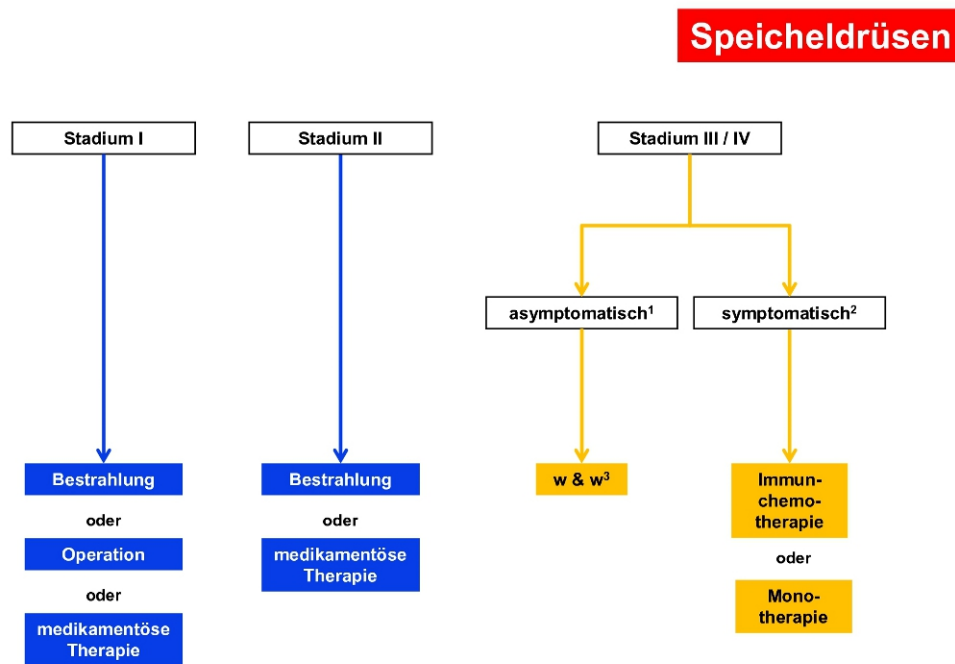 Speicheldrüsen
Stadium I
Stadium II
Stadium III / IV
asymptomatisch¹
symptomatisch²
Bestrahlung
oder
Operation
oder
medikamentöse
Therapie
Bestrahlung
oder
medikamentöse
Therapie
w & w³
Immun-
chemo-
therapie
oder
Mono-
therapie